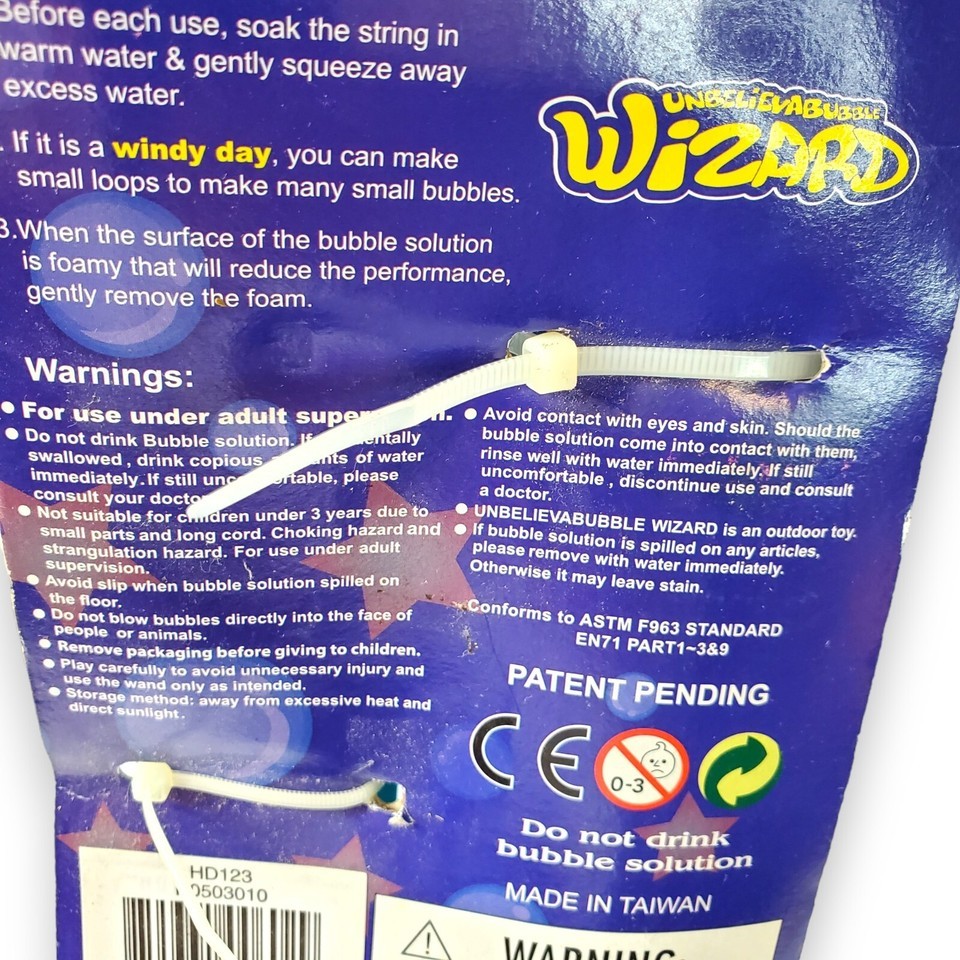 Before each use, soak the string in
warm water & gently squeeze away
excess water.
. If it is a windy day, you can make
small loops to make many small bubbles.
3.When the surface of the bubble solution
is foamy that will reduce the performance,
gently remove the foam.
UNBELIEVABUBBLE
WiZARD
Warnings:
For use under adult
Do not drink Bubble solution.
swallowed, drink copious of water
immediately. If still please
consult your
Not suitable for children under 3 years due to
small parts and long cord. Choking hazard and
strangulation hazard. For use under adult
supervision.
Avoid slip when bubble solution spilled on
the floor.
Do not blow bubbles directly into the face of
people or animals.
Remove packaging before giving to children.
Play carefully to avoid unnecessary injury and
use the wand only as intended.
Storage method: away from excessive heat and
direct sunlight.
Avoid contact with eyes and skin. Should the
bubble solution come into contact with them,
rinse well with water immediately. If still
uncomfortable , discontinue use and consult
a doctor.
UNBELIEVABUBBLE WIZARD is an outdoor toy.
If bubble solution is spilled on any articles,
please remove with water immediately.
Otherwise it may leave stain.
Conforms to ASTM F963 STANDARD
EN71 PART1~3&9
PATENT PENDING
CE
0-3
Do not drink
bubble solution
MADE IN TAIWAN
HD123
0503010
WARNING: